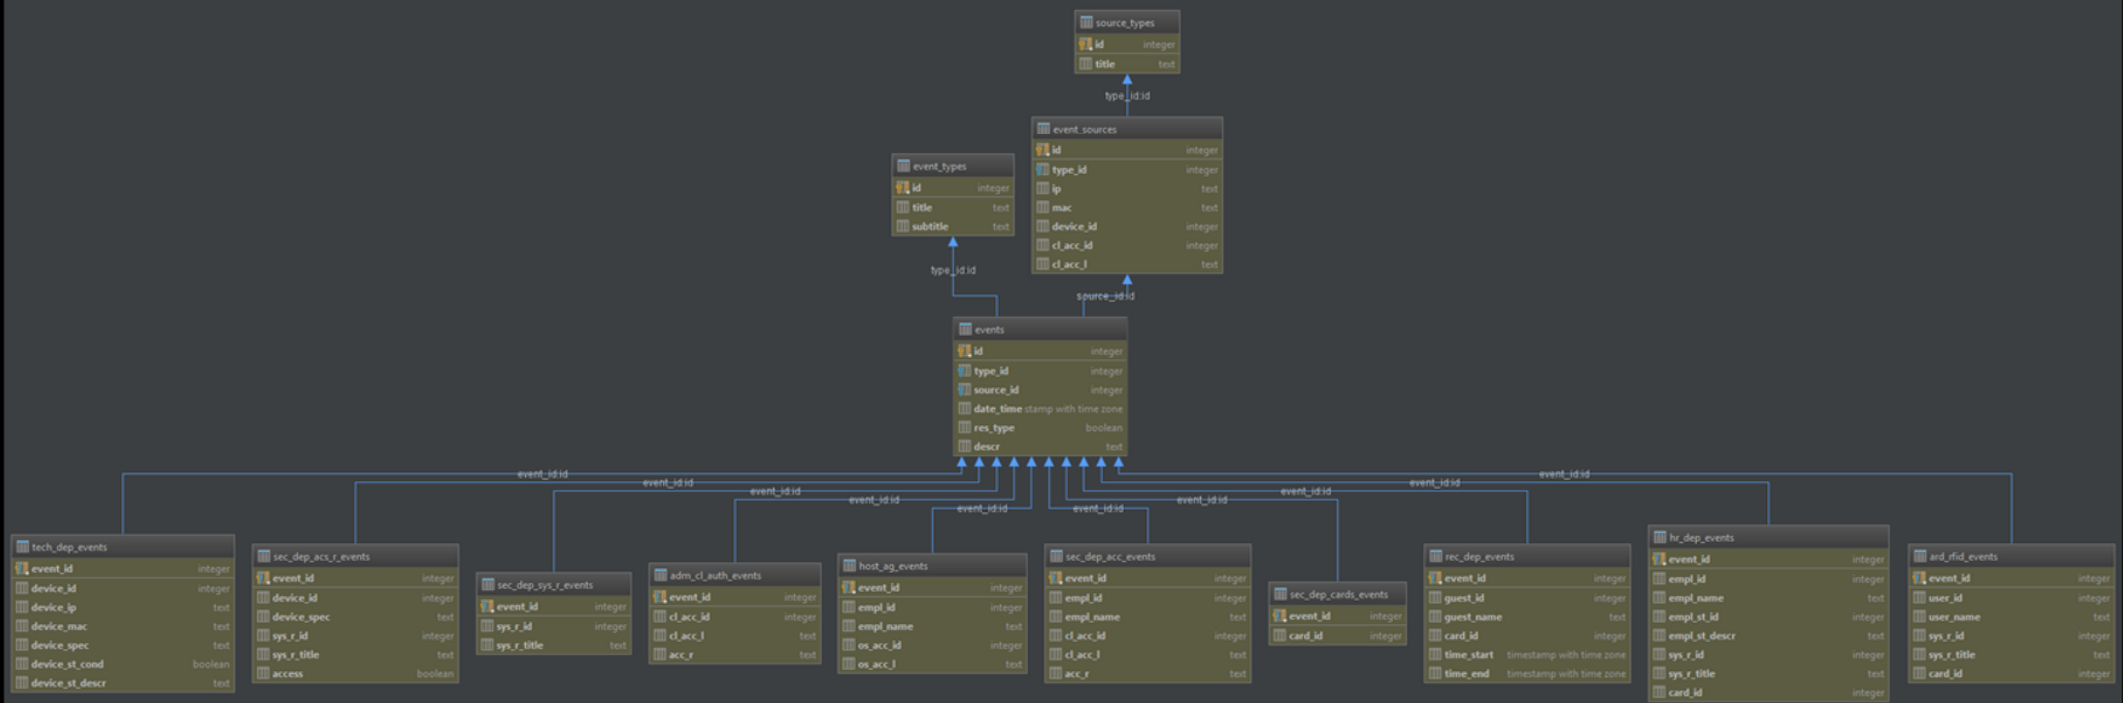 source_types
id integer
title text
type_id:id
event_sources
id integer
type_id integer
ip text
mac text
device_id integer
cl_acc_id integer
cl_acc_l text
event_types
id integer
title text
subtitle text
type_id:id
source_id:id
events
id integer
type_id integer
source_id integer
date_time stamp with time zone
res_type boolean
descr text
event_id:id
event_id:id
event_id:id
event_id:id
event_id:id
event_id:id
event_id:id
event_id:id
event_id:id
event_id:id
tech_dep_events
event_id integer
device_id integer
device_ip text
device_mac text
device_spec text
device_st_cond boolean
device_st_descr text
sec_dep_acs_r_events
event_id integer
device_id integer
device_spec text
sys_r_id integer
sys_r_title text
access boolean
sec_dep_sys_r_events
event_id integer
sys_r_id integer
sys_r_title text
adm_cl_auth_events
event_id integer
cl_acc_id integer
cl_acc_l text
acc_r text
host_ag_events
event_id integer
empl_id integer
empl_name text
os_acc_id integer
os_acc_l text
sec_dep_acc_events
event_id integer
empl_id integer
empl_name text
cl_acc_id integer
cl_acc_l text
acc_r text
sec_dep_cards_events
event_id integer
card_id integer
rec_dep_events
event_id integer
guest_id integer
guest_name text
card_id integer
time_start timestamp with time zone
time_end timestamp with time zone
hr_dep_events
event_id integer
empl_id integer
empl_name text
empl_st_id integer
empl_st_descr text
sys_r_id integer
sys_r_title text
card_id integer
ard_rfid_events
event_id integer
user_id integer
user_name text
sys_r_id integer
sys_r_title text
card_id integer